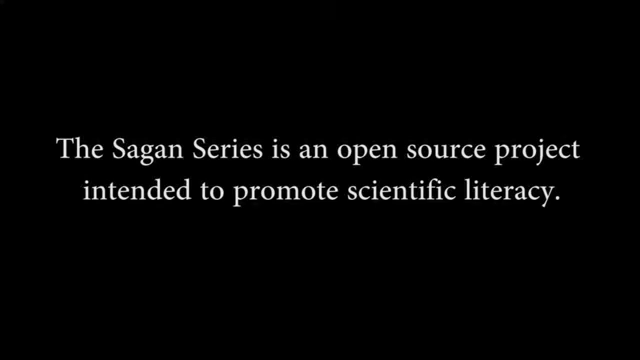 The Sagan Series is an open source project
intended to promote scientific literacy.